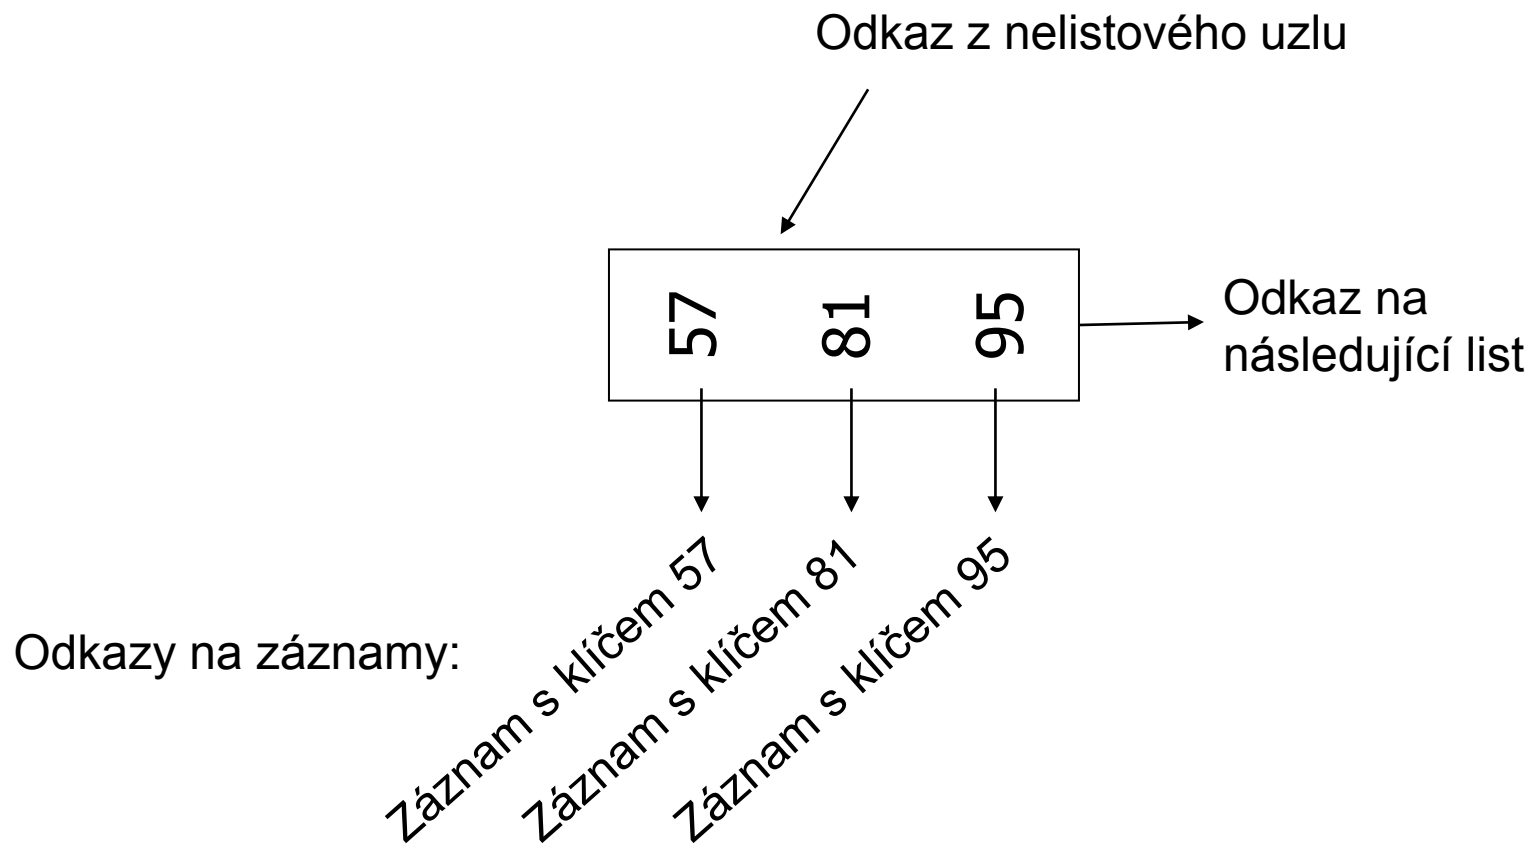 Odkaz z nelistového uzlu
57
81
95
Odkaz na
následující list
Odkazy na záznamy:
Záznam s klíčem 57
Záznam s klíčem 81
Záznam s klíčem 95